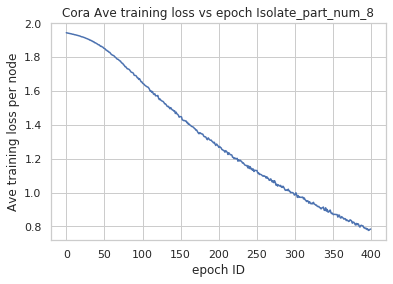 Cora Ave training loss vs epoch Isolate_part_num_8
Ave training loss per node
2.0
1.8
1.6
1.4
1.2
1.0
0.8
0 50 100 150 200 250 300 350 400
epoch ID